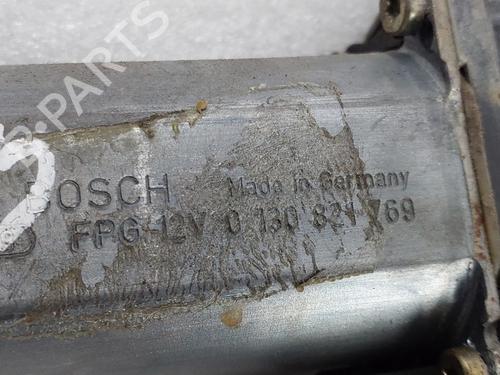 BOSCH Made in Germany
FPG 12V 0 130 821 769